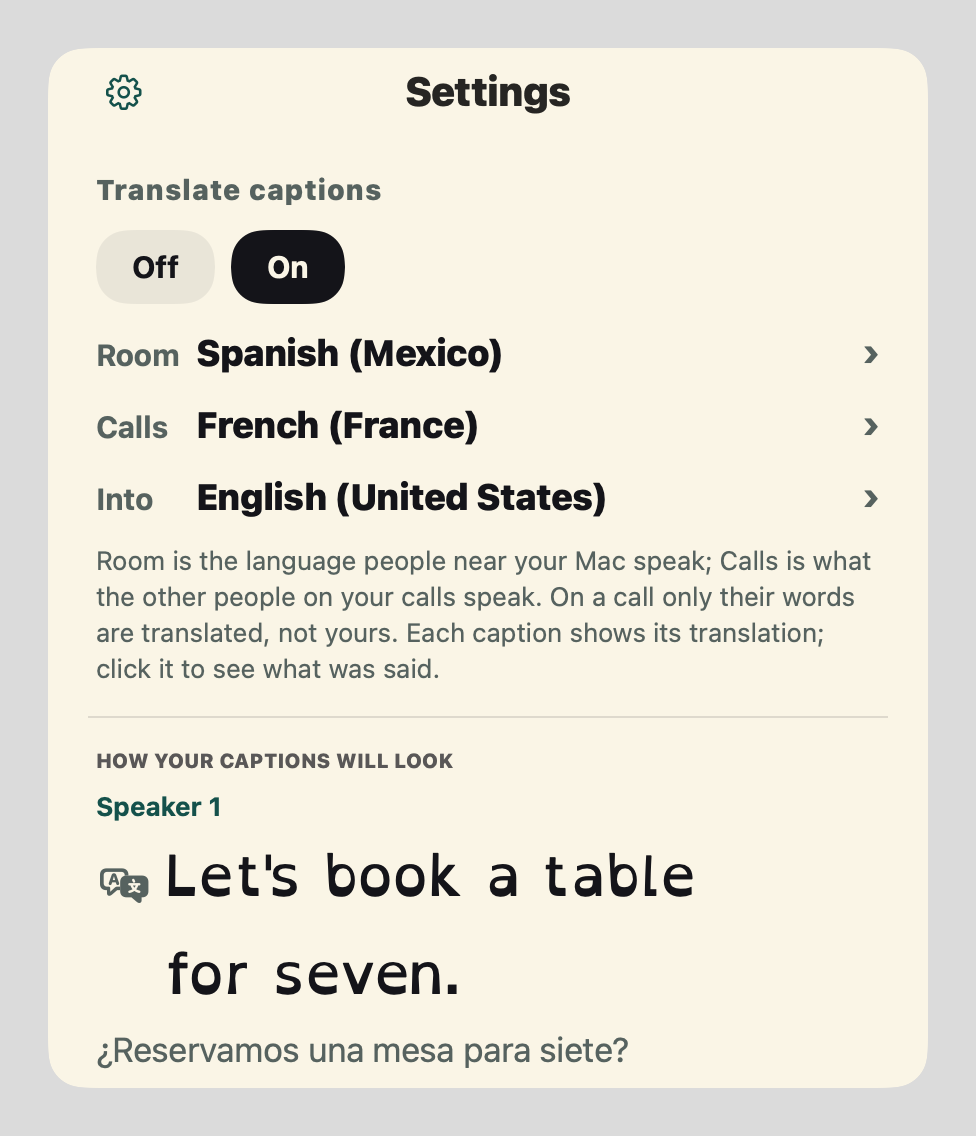 Settings
Translate captions
Off On
Room Spanish (Mexico) ›
Calls French (France) ›
Into English (United States) ›
Room is the language people near your Mac speak; Calls is what
the other people on your calls speak. On a call only their words
are translated, not yours. Each caption shows its translation;
click it to see what was said.
HOW YOUR CAPTIONS WILL LOOK
Speaker 1
A 文 Let's book a table
for seven.
¿Reservamos una mesa para siete?